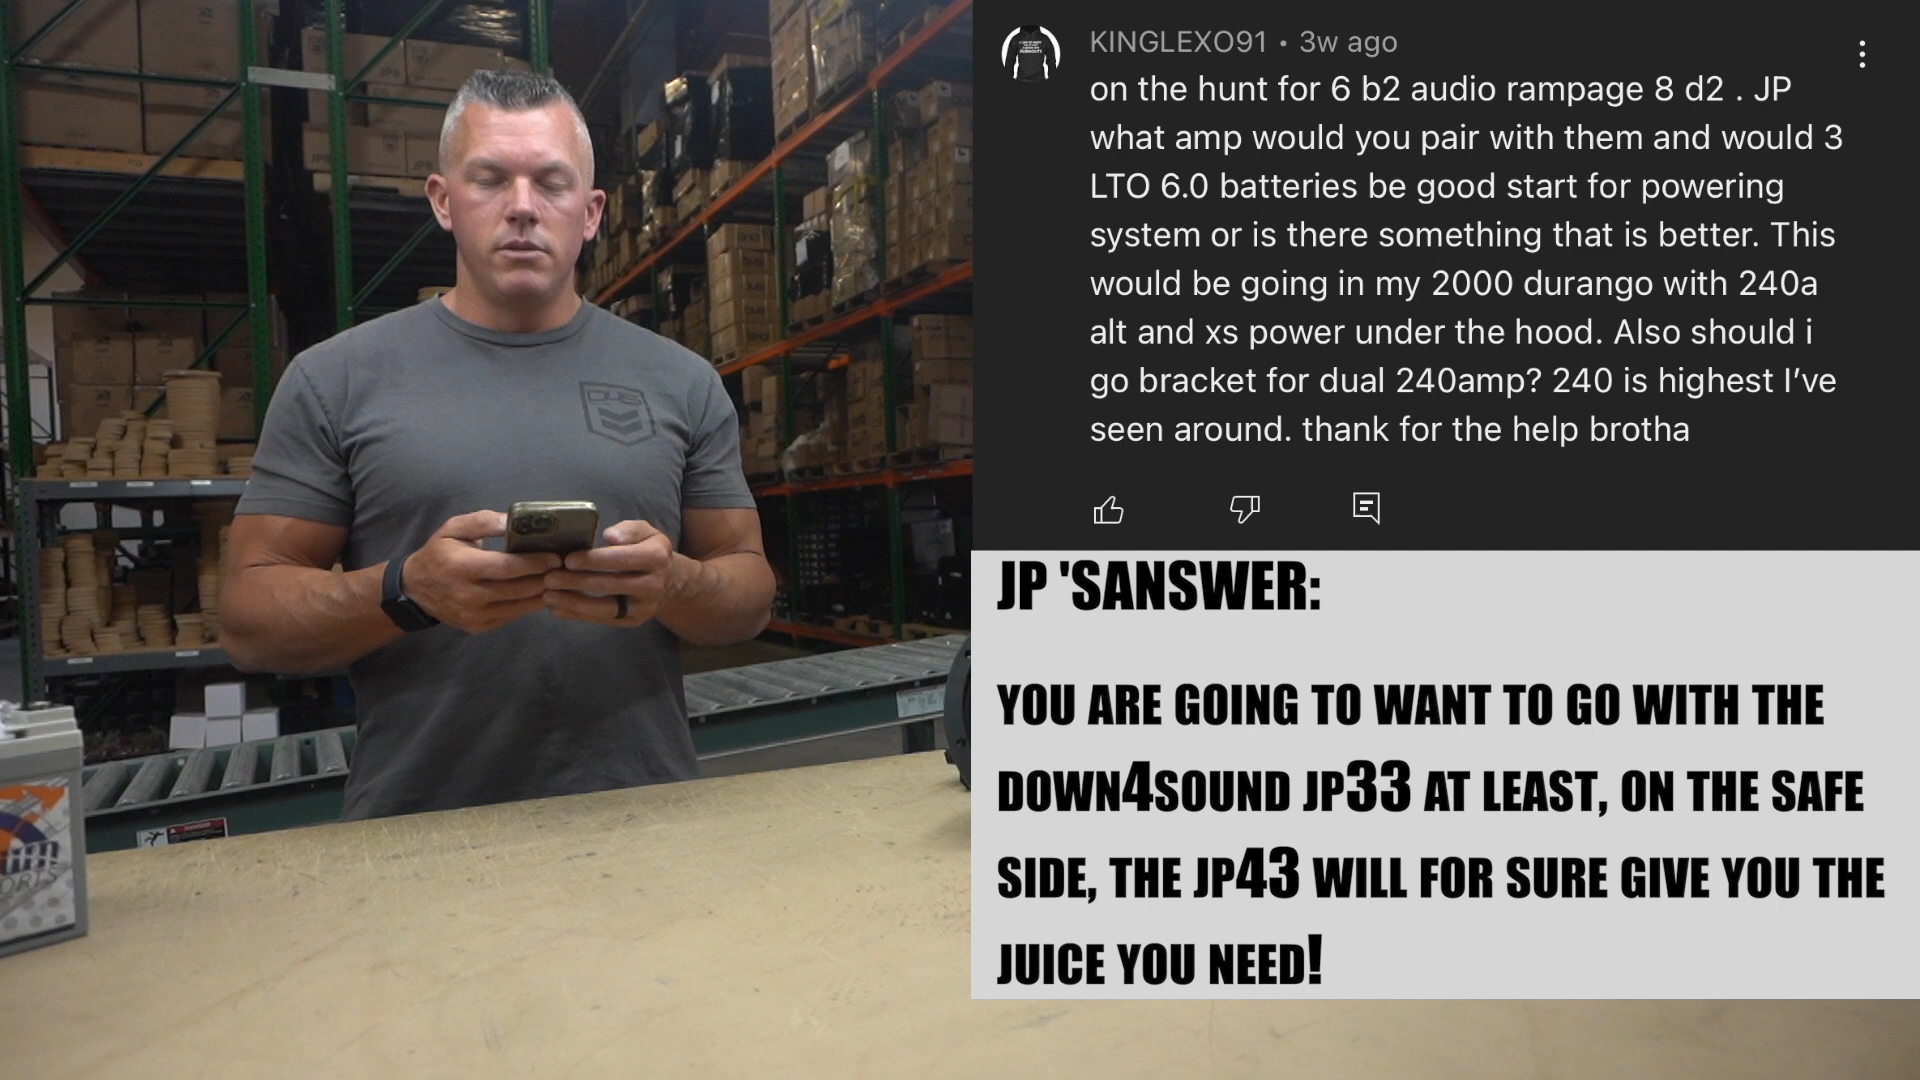 KINGLEXO91 • 3w ago
on the hunt for 6 b2 audio rampage 8 d2 . JP
what amp would you pair with them and would 3
LTO 6.0 batteries be good start for powering
system or is there something that is better. This
would be going in my 2000 durango with 240a
alt and xs power under the hood. Also should i
go bracket for dual 240amp? 240 is highest I’ve
seen around. thank for the help brotha
JP 'SANSWER:
YOU ARE GOING TO WANT TO GO WITH THE
DOWN4SOUND JP33 AT LEAST, ON THE SAFE
SIDE, THE JP43 WILL FOR SURE GIVE YOU THE
JUICE YOU NEED!